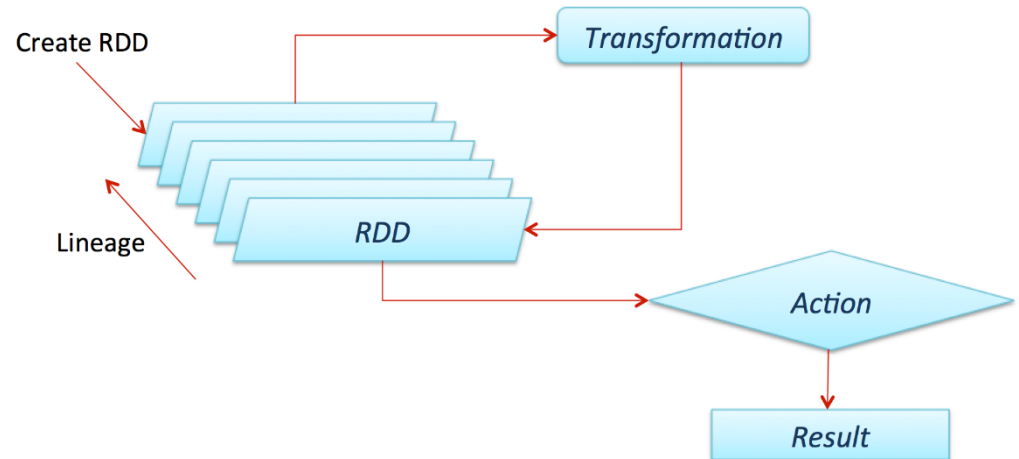 Transformation
Create RDD
RDD
Lineage
Action
Result